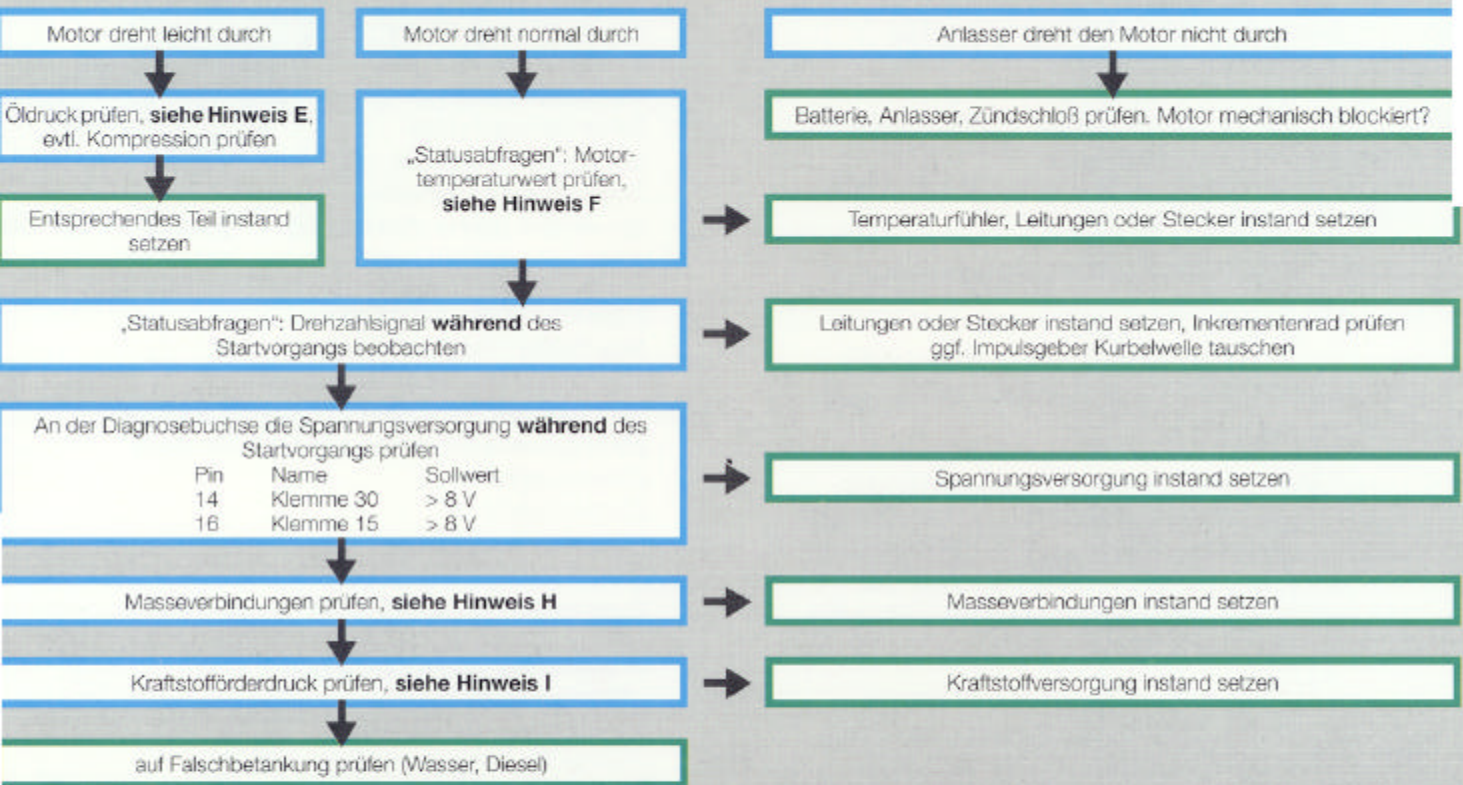 Motor dreht leicht durch
Motor dreht normal durch
Anlasser dreht den Motor nicht durch
Öldruck prüfen, siehe Hinweis E,
evtl. Kompression prüfen
„Statusabfragen“: Motor-
temperaturwert prüfen,
siehe Hinweis F
Batterie, Anlasser, Zündschloß prüfen. Motor mechanisch blockiert?
Entsprechendes Teil instand
setzen
Temperaturfühler, Leitungen oder Stecker instand setzen
„Statusabfragen“: Drehzahlsignal während des
Startvorgangs beobachten
Leitungen oder Stecker instand setzen, Inkrementenrad prüfen
ggf. Impulsgeber Kurbelwelle tauschen
An der Diagnosebuchse die Spannungsversorgung während des
Startvorgangs prüfen
Pin Name Sollwert
14 Klemme 30 > 8 V
16 Klemme 15 > 8 V
Spannungsversorgung instand setzen
Masseverbindungen prüfen, siehe Hinweis H
Masseverbindungen instand setzen
Kraftstofförderdruck prüfen, siehe Hinweis I
Kraftstoffversorgung instand setzen
auf Falschbetankung prüfen (Wasser, Diesel)